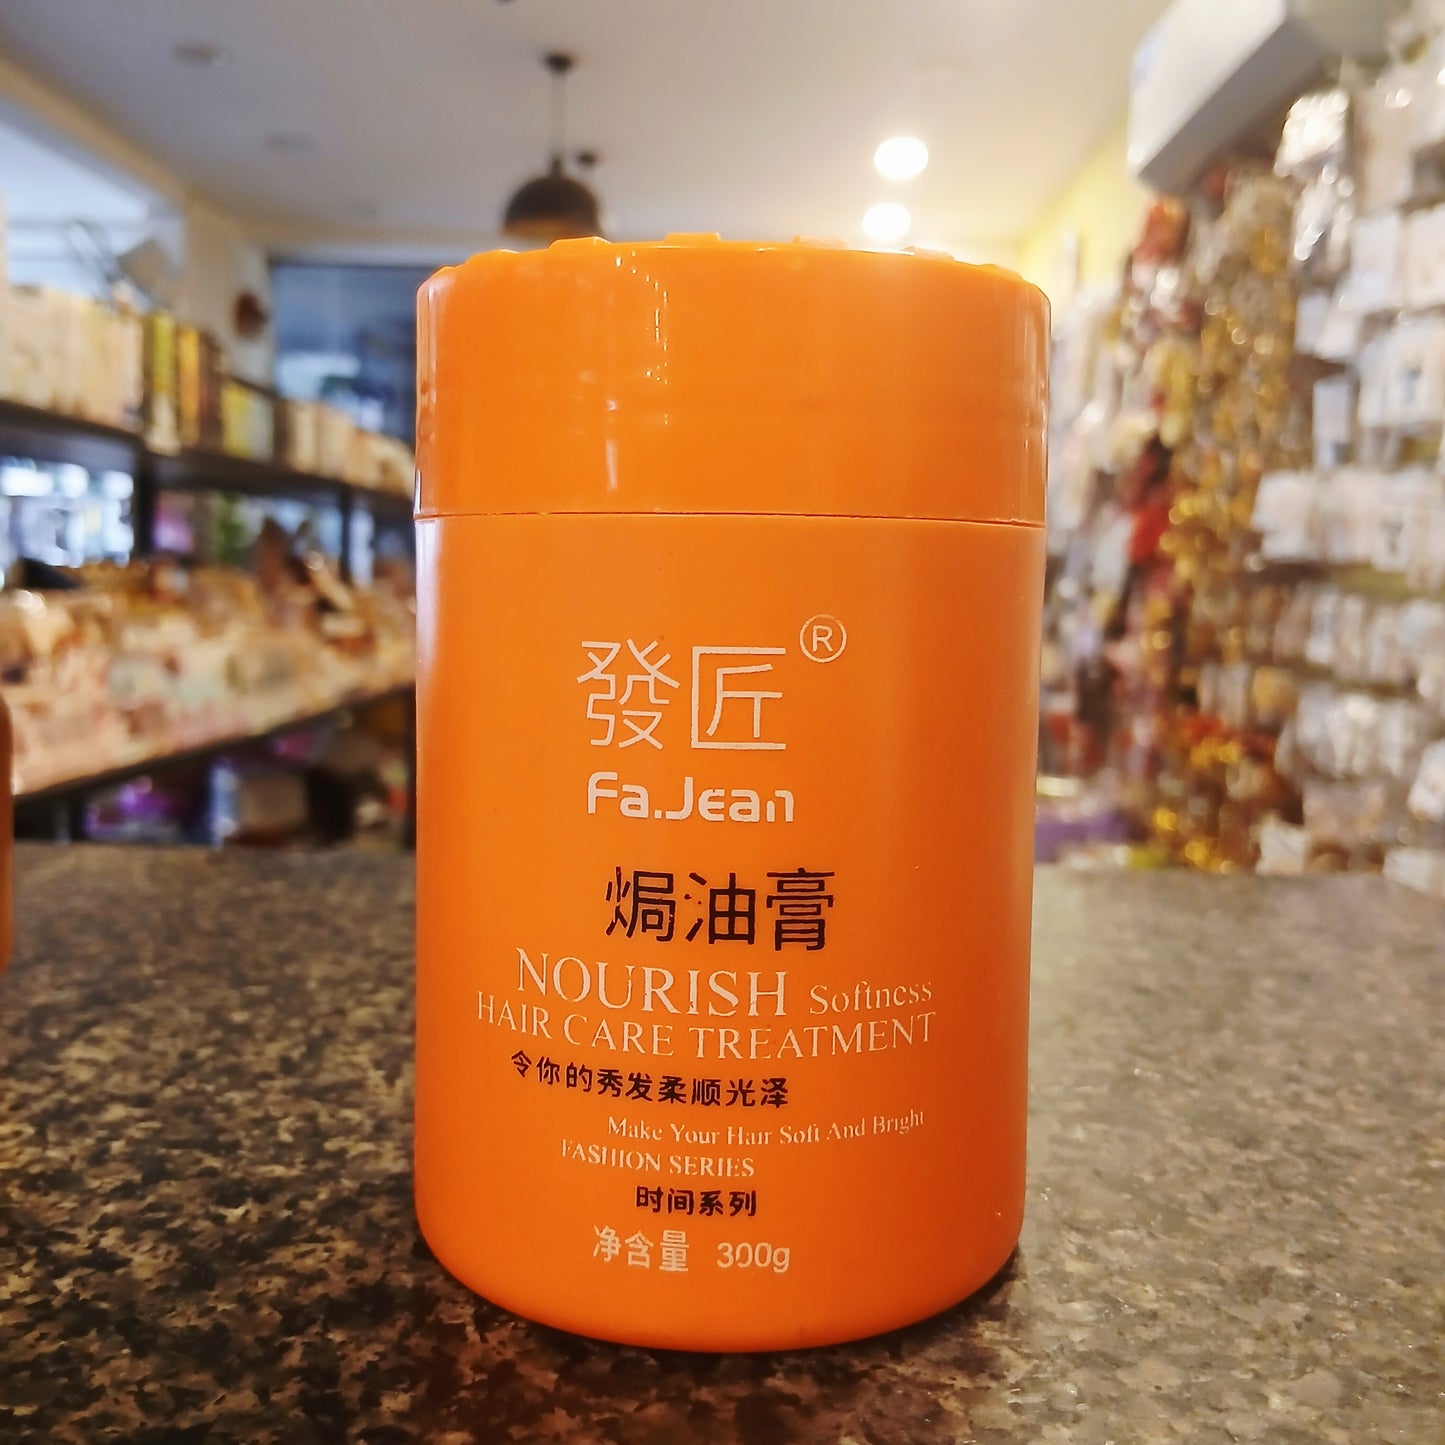 發匠®
Fa.Jean
焗油膏
NOURISH Softness
HAIR CARE TREATMENT
令你的秀发柔顺光泽
Make Your Hair Soft And Bright
FASHION SERIES
时间系列
净含量 300g